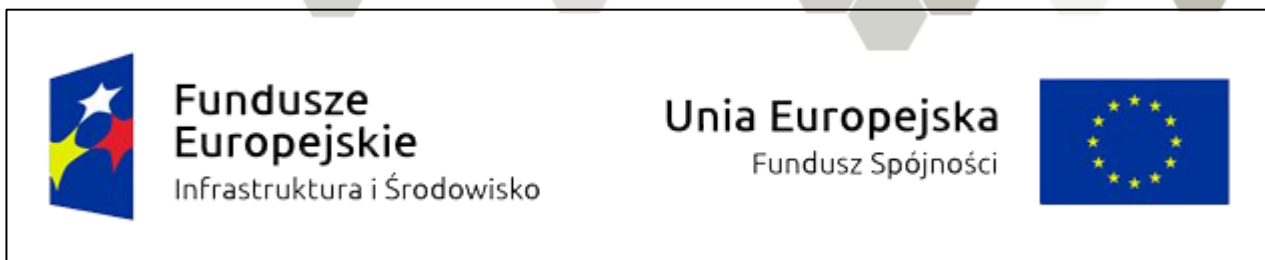 Fundusze
Europejskie
Infrastruktura i Środowisko
Unia Europejska
Fundusz Spójności